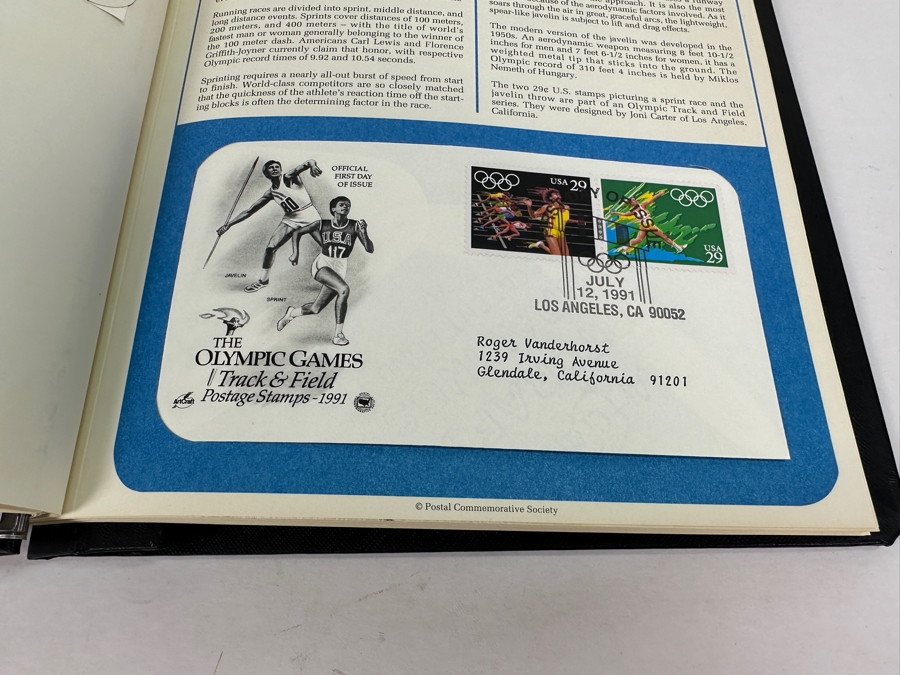 Running races are divided into sprint, middle distance, and
long distance events. Sprints cover distances of 100 meters,
200 meters, and 400 meters – with the title of world's
fastest man or woman generally belonging to the winner of
the 100 meter dash. Americans Carl Lewis and Florence
Griffith-Joyner currently claim that honor, with respective
Olympic record times of 9.92 and 10.54 seconds.
Sprinting requires a nearly all-out burst of speed from start
to finish. World-class competitors are so closely matched
that the quickness of the athlete's reaction time off the start-
ing blocks is often the determining factor in the race.
approach. It is also the most
because of the aerodynamic factors involved. As it
soars through the air in great, graceful arcs, the lightweight,
spear-like javelin is subject to lift and drag effects.
The modern version of the javelin was developed in the
1950s. An aerodynamic weapon measuring 8 feet 10-1/2
inches for men and 7 feet 6-1/2 inches for women, it has a
weighted metal tip that sticks into the ground. The
Olympic record of 310 feet 4 inches is held by Miklos
Nemeth of Hungary.
The two 29¢ U.S. stamps picturing a sprint race and the
javelin throw are part of an Olympic Track and Field
series. They were designed by Joni Carter of Los Angeles,
California.
OFFICIAL
FIRST DAY
OF ISSUE
80
USA
117
JAVELIN
SPRINT
THE
OLYMPIC GAMES
Track & Field
Postage Stamps-1991
ArtCraft
USA 29
USA
29
JULY
12, 1991
LOS ANGELES, CA 90052
Roger Vanderhorst
1239 Irving Avenue
Glendale, California 91201
© Postal Commemorative Society